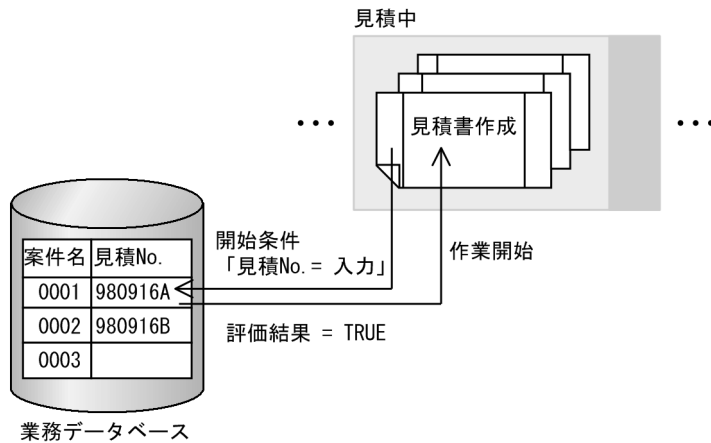 見積中
… 見積書作成 …
開始条件
「見積No.= 入力」
作業開始
案件名 見積No.
0001 980916A
0002 980916B
0003
評価結果 = TRUE
業務データベース